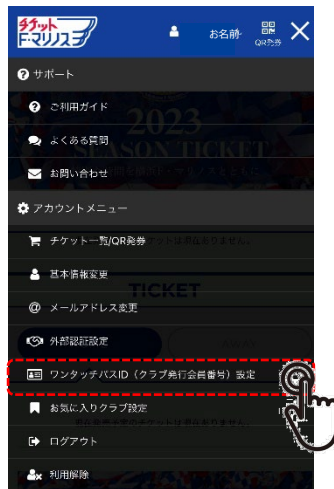 チケット
F・マリノス
お名前
QR発券
サポート
ご利用ガイド
よくある質問
お問い合わせ
アカウントメニュー
チケット一覧/QR発券
基本情報変更
メールアドレス変更
外部認証設定
ワンタッチパスID（クラブ発行会員番号）設定
お気に入りクラブ設定
ログアウト
利用解除
2023
SEASON TICKET
TICKET